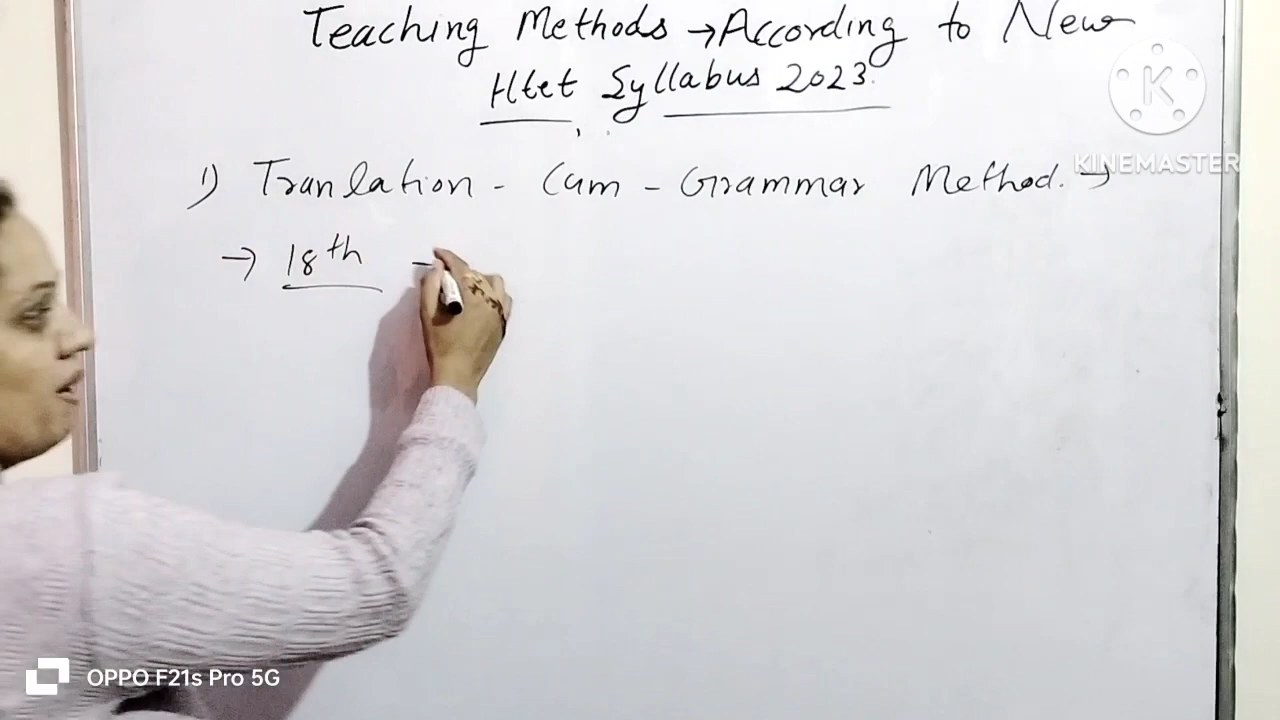 Teaching Methods → According to New
Htet Syllabus 2023.
K
KINEMASTER
1) Tranlation - Cum - Grammar Method. →
→ 18th -
OPPO F21s Pro 5G